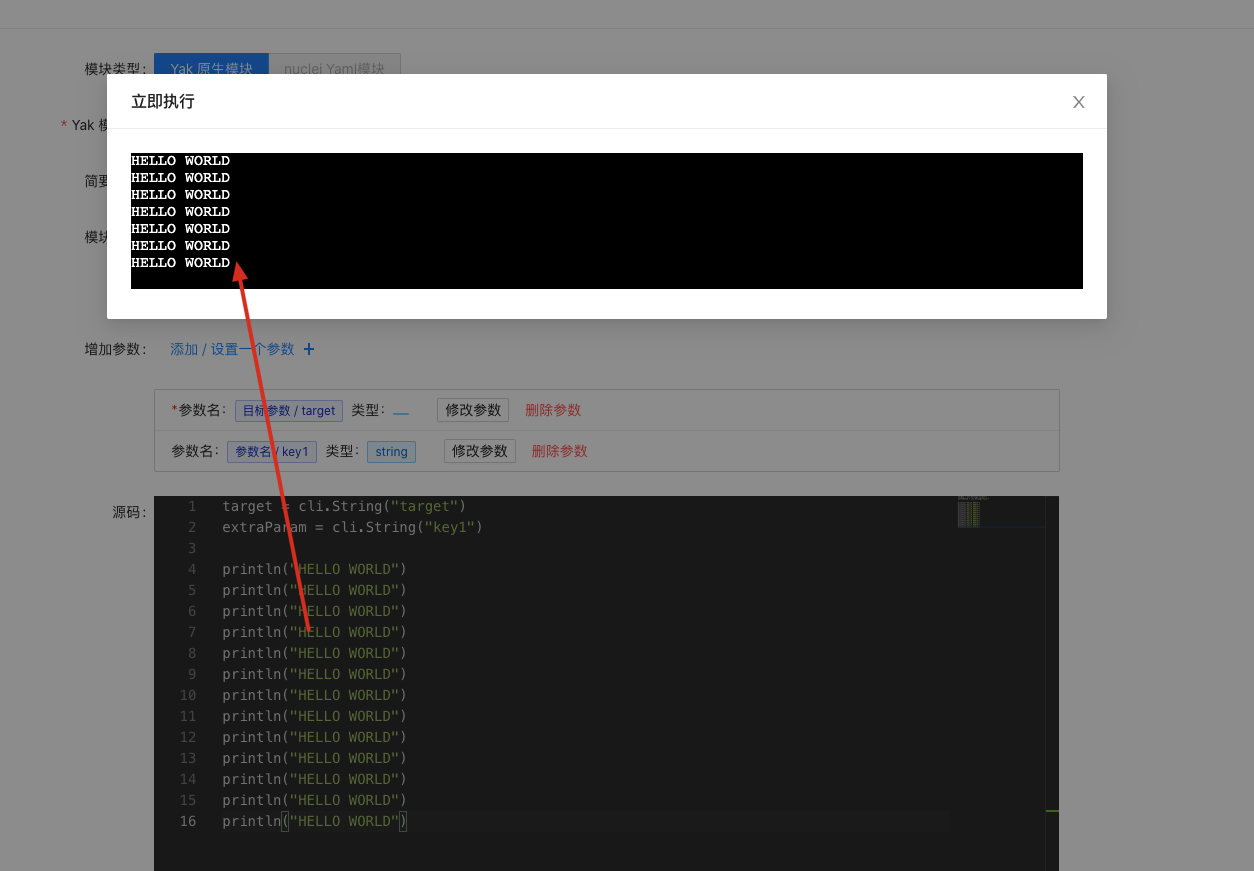 模块类型：
Yak 原生模块
nuclei Yaml模块
立即执行
X
* Yak 模
简要
模块
HELLO WORLD
HELLO WORLD
HELLO WORLD
HELLO WORLD
HELLO WORLD
HELLO WORLD
HELLO WORLD
增加参数：
添加 / 设置一个参数 +
*参数名： 目标参数 / target 类型： 修改参数 删除参数
参数名： 参数名 / key1 类型： string 修改参数 删除参数
源码：
1 target = cli.String("target")
2 extraParam = cli.String("key1")
3
4 println("HELLO WORLD")
5 println("HELLO WORLD")
6 println("HELLO WORLD")
7 println("HELLO WORLD")
8 println("HELLO WORLD")
9 println("HELLO WORLD")
10 println("HELLO WORLD")
11 println("HELLO WORLD")
12 println("HELLO WORLD")
13 println("HELLO WORLD")
14 println("HELLO WORLD")
15 println("HELLO WORLD")
16 println("HELLO WORLD")